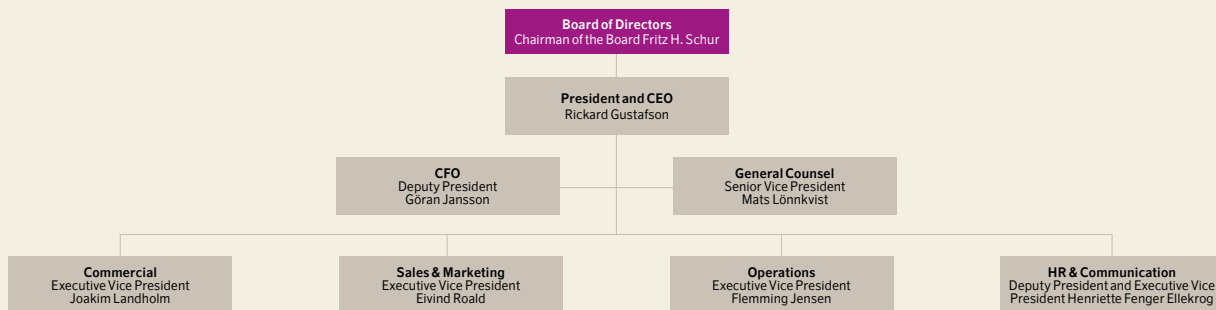 Board of Directors
Chairman of the Board Fritz H. Schur
President and CEO
Rickard Gustafson
CFO
Deputy President
Göran Jansson
General Counsel
Senior Vice President
Mats Lönnkvist
Commercial
Executive Vice President
Joakim Landholm
Sales & Marketing
Executive Vice President
Eivind Roald
Operations
Executive Vice President
Flemming Jensen
HR & Communication
Deputy President and Executive Vice
President Henriette Fenger Ellekrog